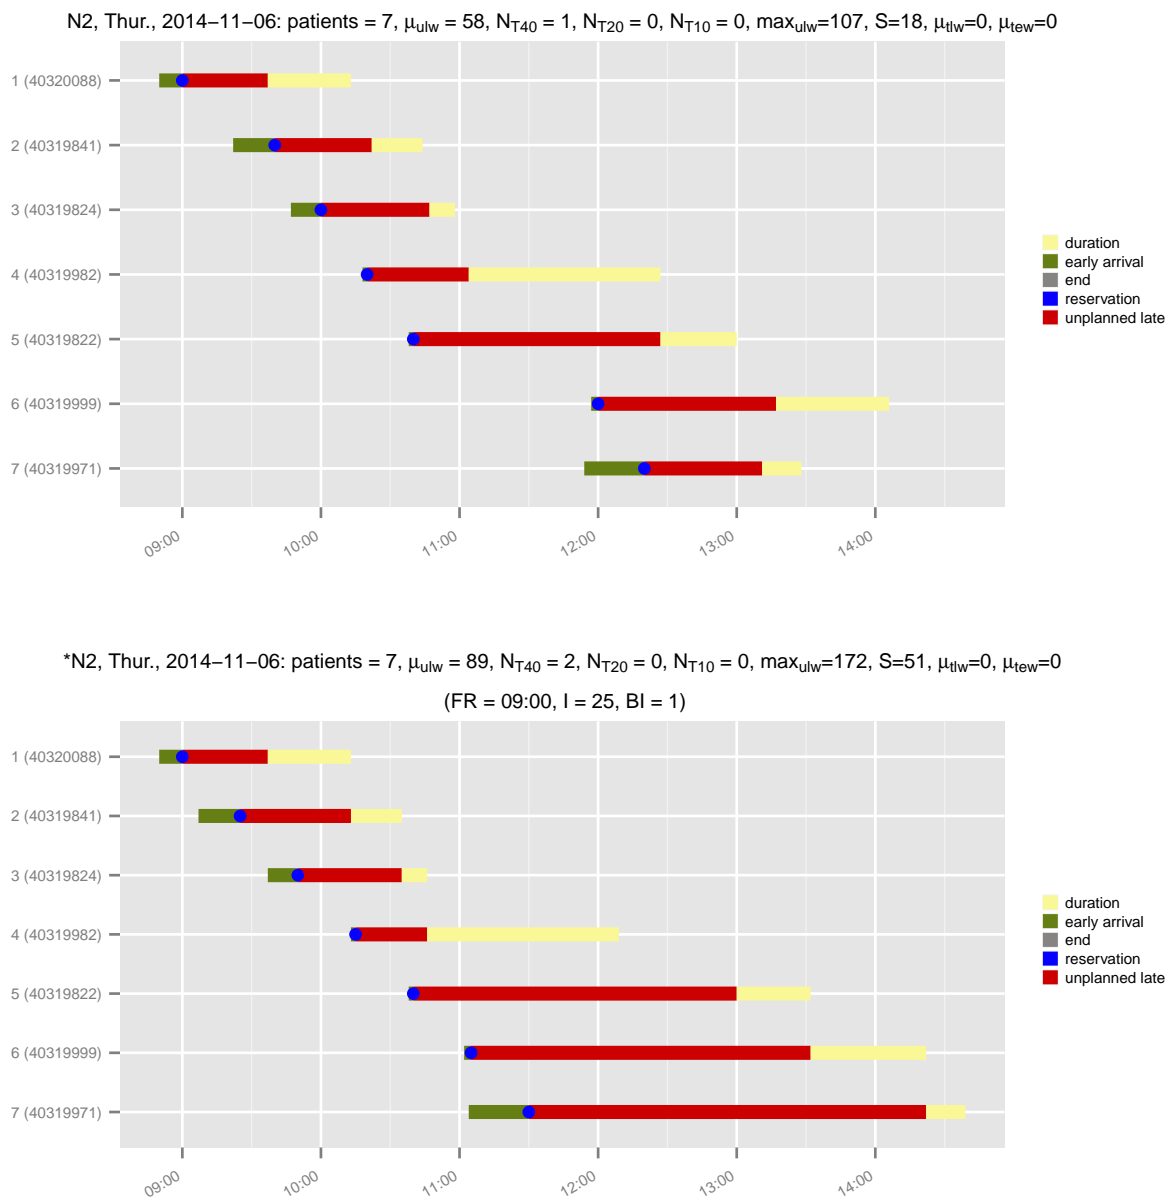 N2, Thur., 2014−11−06: patients = 7, μulw = 58, NT40 = 1, NT20 = 0, NT10 = 0, maxulw=107, S=18, μtlw=0, μtew=0
1 (40320088)
2 (40319841)
3 (40319824)
4 (40319982)
5 (40319822)
6 (40319999)
7 (40319971)
09:00 10:00 11:00 12:00 13:00 14:00
duration
early arrival
end
reservation
unplanned late
*N2, Thur., 2014−11−06: patients = 7, μulw = 89, NT40 = 2, NT20 = 0, NT10 = 0, maxulw=172, S=51, μtlw=0, μtew=0
(FR = 09:00, I = 25, BI = 1)
1 (40320088)
2 (40319841)
3 (40319824)
4 (40319982)
5 (40319822)
6 (40319999)
7 (40319971)
09:00 10:00 11:00 12:00 13:00 14:00
duration
early arrival
end
reservation
unplanned late